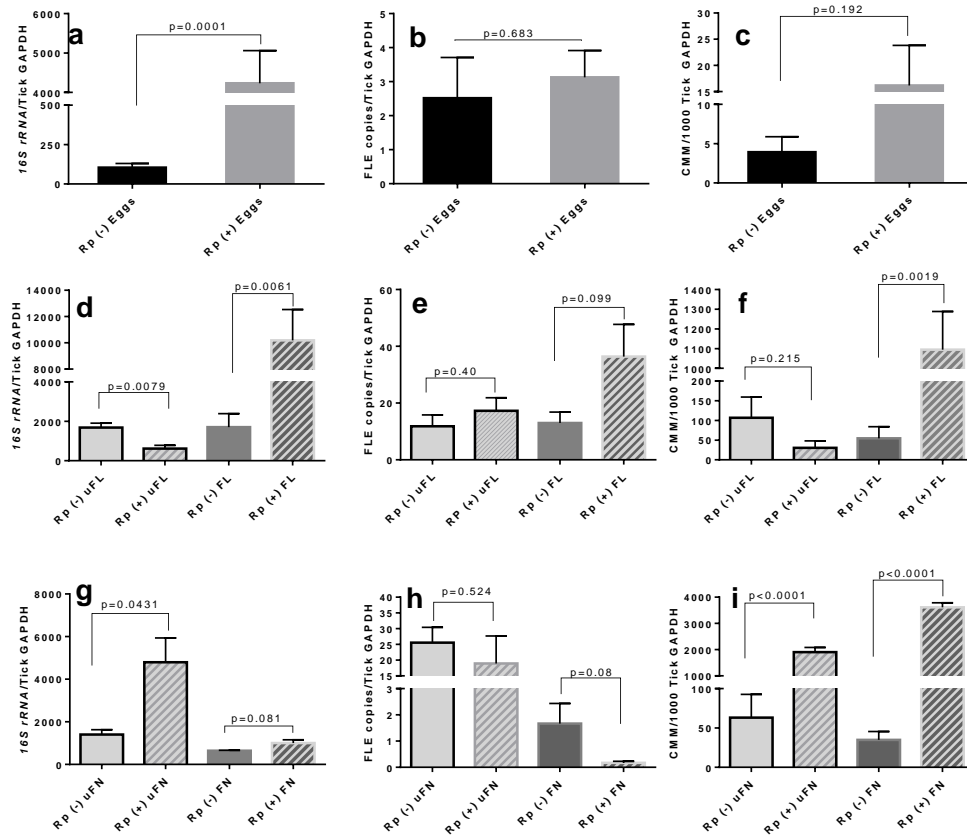 a
p=0.0001
16S rRNA/Tick GAPDH
6000
5000
4000
500
250
0
Rp (-) Eggs
Rp (+) Eggs
b
p=0.683
FLE copies/Tick GAPDH
5
4
3
2
1
0
Rp (-) Eggs
Rp (+) Eggs
c
p=0.192
CMM/1000 Tick GAPDH
30
25
20
15
10
5
0
Rp (-) Eggs
Rp (+) Eggs
d
p=0.0061
p=0.0079
16S rRNA/Tick GAPDH
14000
12000
10000
8000
4000
2000
0
Rp (-) uFL
Rp (+) uFL
Rp (-) FL
Rp (+) FL
e
p=0.099
p=0.40
FLE copies/Tick GAPDH
60
40
20
0
Rp (-) uFL
Rp (+) uFL
Rp (-) FL
Rp (+) FL
f
p=0.0019
p=0.215
CMM/1000 Tick GAPDH
1400
1300
1200
1100
1000
200
150
100
50
0
Rp (-) uFL
Rp (+) uFL
Rp (-) FL
Rp (+) FL
g
p=0.0431
p=0.081
16S rRNA/Tick GAPDH
8000
6000
4000
2000
0
Rp (-) uFN
Rp (+) uFN
Rp (-) FN
Rp (+) FN
h
p=0.524
p=0.08
FLE copies/Tick GAPDH
40
35
30
25
20
15
3
2
1
0
Rp (-) uFN
Rp (+) uFN
Rp (-) FN
Rp (+) FN
i
p<0.0001
p<0.0001
CMM/1000 Tick GAPDH
4000
3000
2000
1000
100
50
0
Rp (-) uFN
Rp (+) uFN
Rp (-) FN
Rp (+) FN